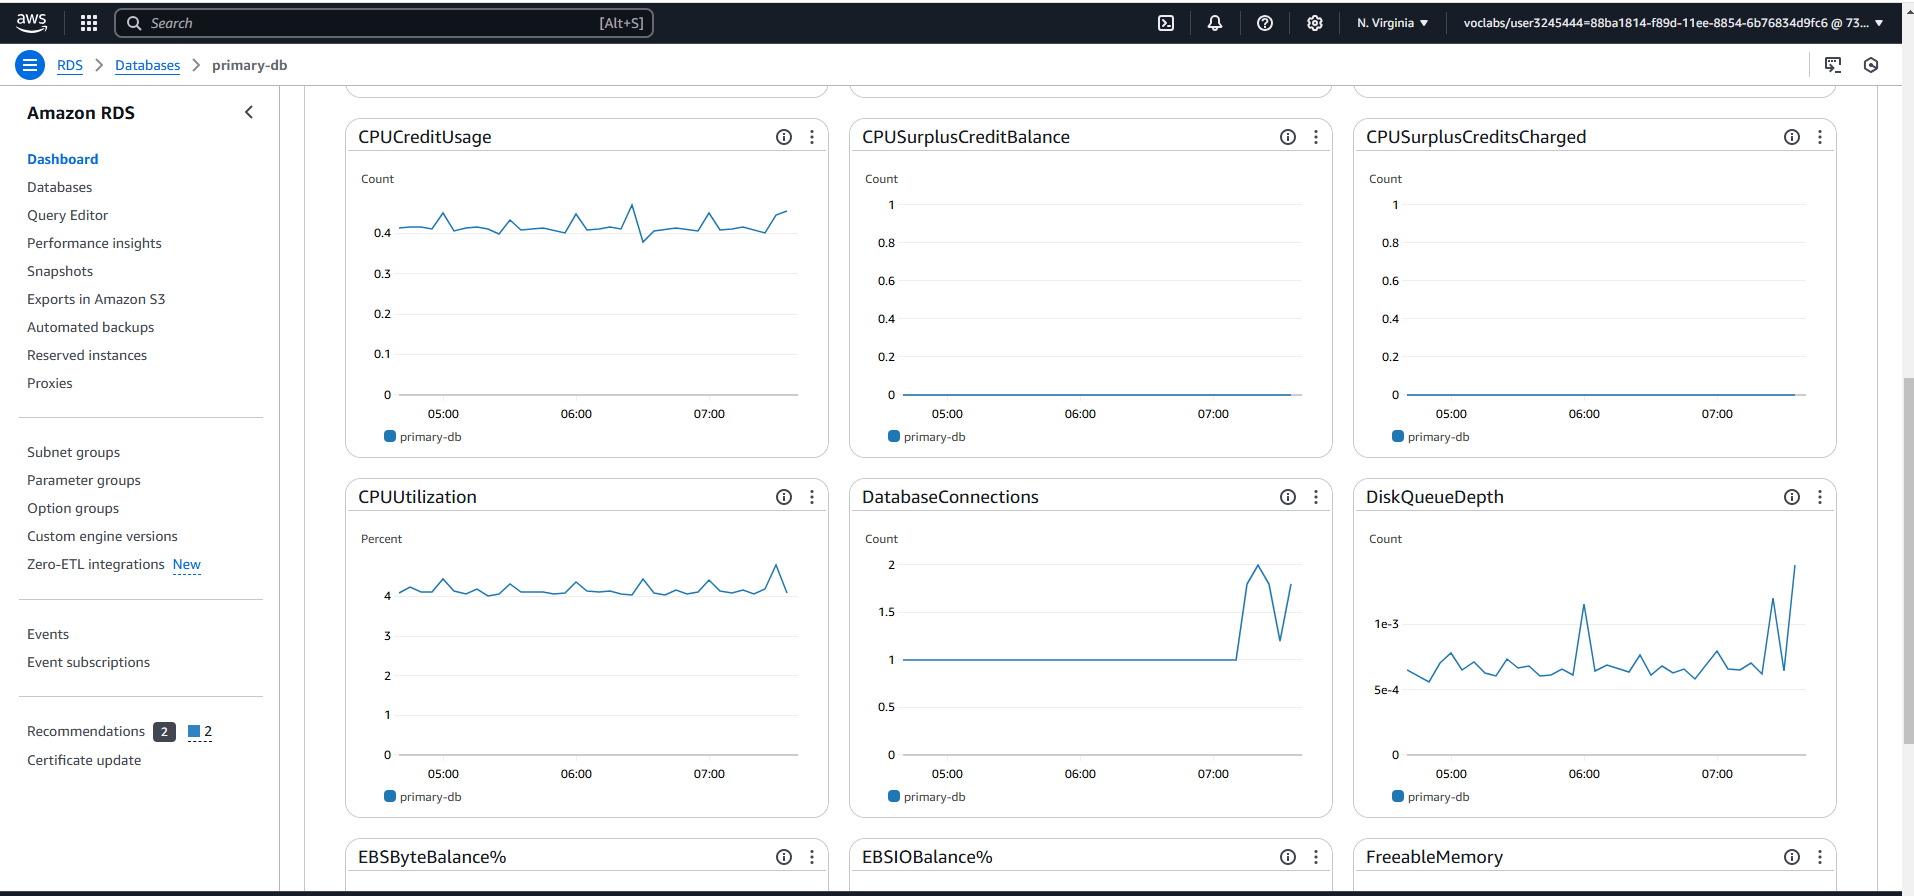 aws
Search
[Alt+S]
N. Virginia
voclabs/user3245444=88ba1814-f89d-11ee-8854-6b76834d9fc6 @ 73...
RDS
Databases
primary-db
Amazon RDS
Dashboard
Databases
Query Editor
Performance insights
Snapshots
Exports in Amazon S3
Automated backups
Reserved instances
Proxies
Subnet groups
Parameter groups
Option groups
Custom engine versions
Zero-ETL integrations New
Events
Event subscriptions
Recommendations 2 2
Certificate update
CPUCreditUsage
Count
0.4
0.3
0.2
0.1
0
05:00 06:00 07:00
primary-db
CPUSurplusCreditBalance
Count
1
0.8
0.6
0.4
0.2
0
05:00 06:00 07:00
primary-db
CPUSurplusCreditsCharged
Count
1
0.8
0.6
0.4
0.2
0
05:00 06:00 07:00
primary-db
CPUUtilization
Percent
4
3
2
1
0
05:00 06:00 07:00
primary-db
DatabaseConnections
Count
2
1.5
1
0.5
0
05:00 06:00 07:00
primary-db
DiskQueueDepth
Count
1e-3
5e-4
0
05:00 06:00 07:00
primary-db
EBSByteBalance%
EBSIOBalance%
FreeableMemory